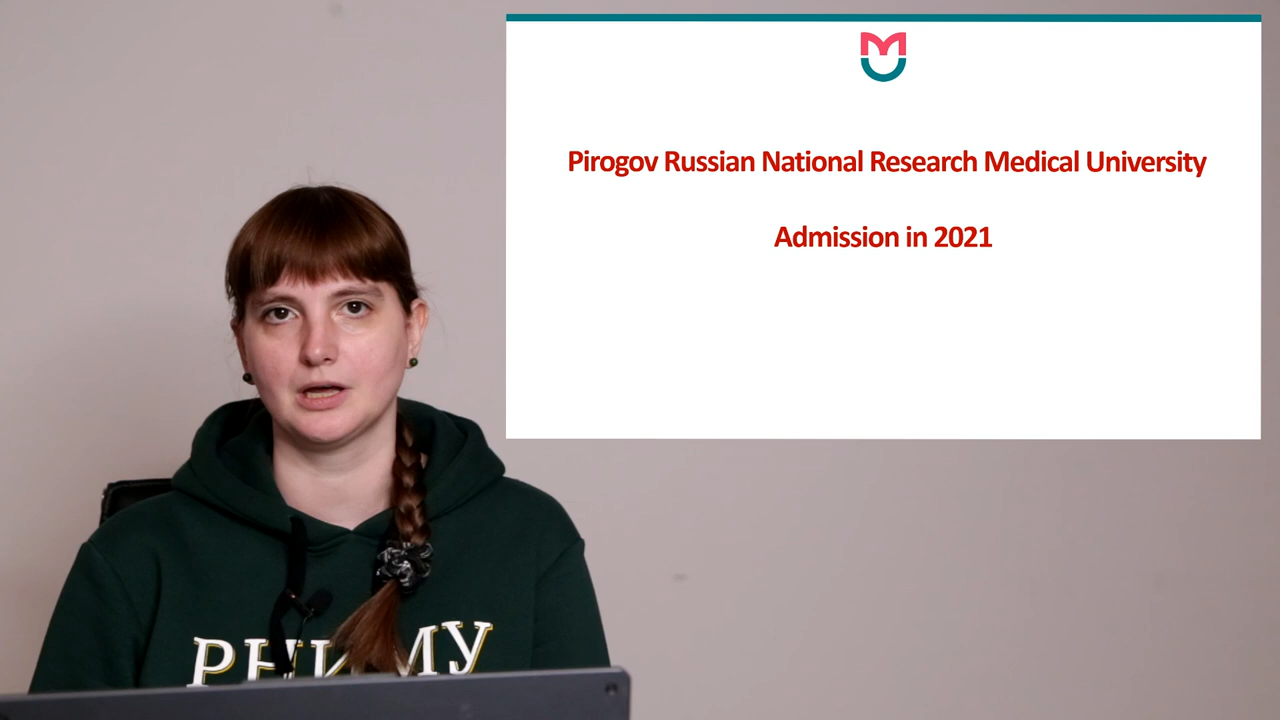 Pirogov Russian National Research Medical University
Admission in 2021
РНИМУ